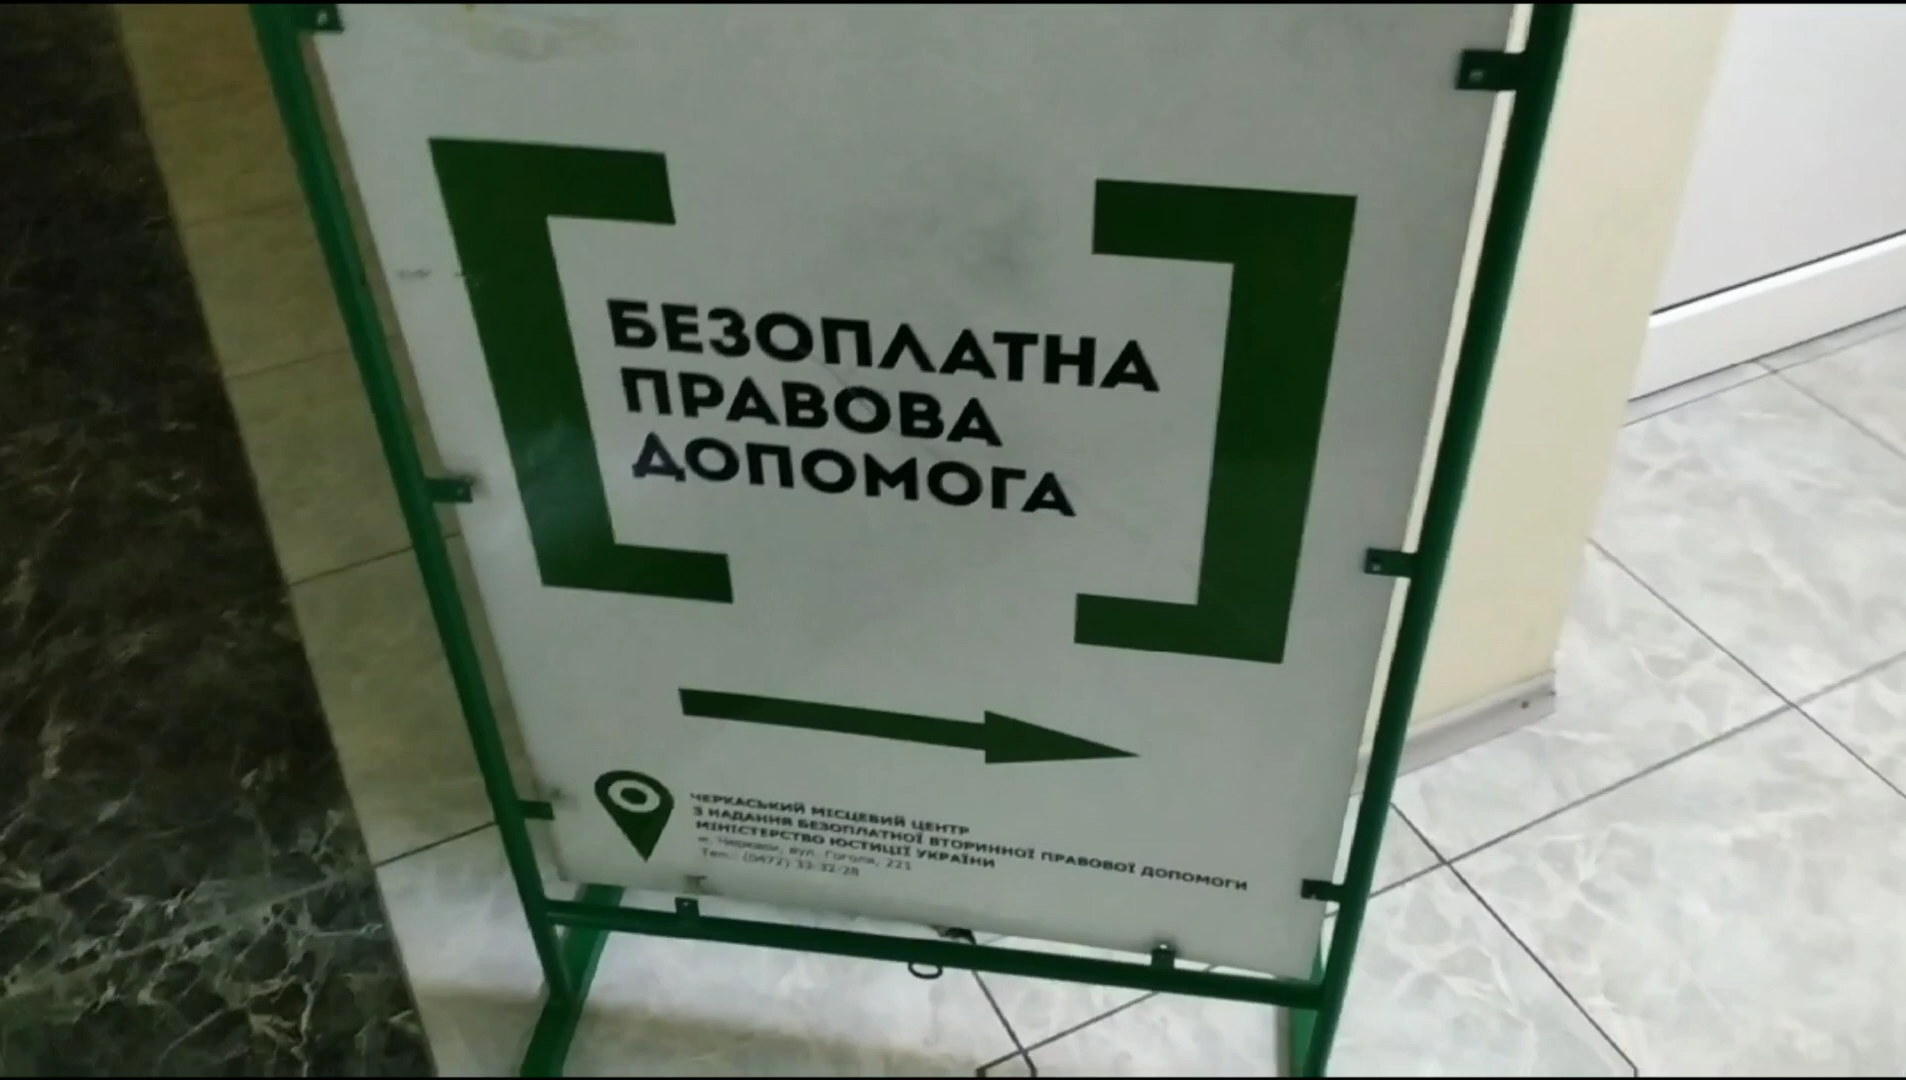 БЕЗОПЛАТНА
ПРАВОВА
ДОПОМОГА
ЧЕРКАСЬКИЙ МІСЦЕВИЙ ЦЕНТР
З НАДАННЯ БЕЗОПЛАТНОЇ ВТОРИННОЇ ПРАВОВОЇ ДОПОМОГИ
МІНІСТЕРСТВО ЮСТИЦІЇ УКРАЇНИ
м. Черкаси, вул. Гоголя, 221
Тел.: (0472) 33-32-28